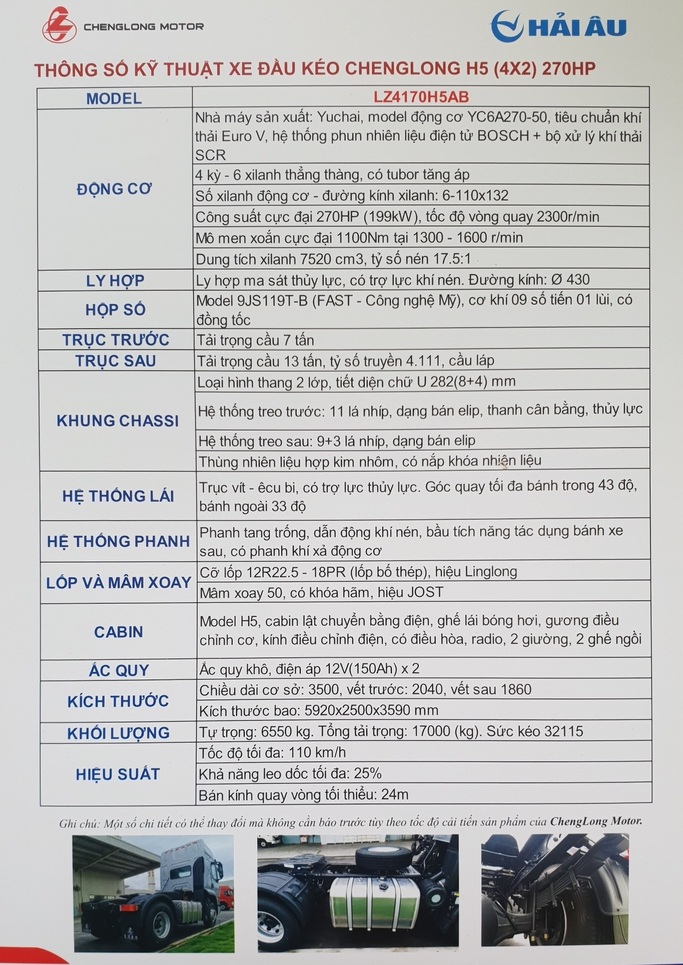 CHENGLONG MOTOR
HẢI ÂU
THÔNG SỐ KỸ THUẬT XE ĐẦU KÉO CHENGLONG H5 (4X2) 270HP
MODEL
LZ4170H5AB
ĐỘNG CƠ
Nhà máy sản xuất: Yuchai, model động cơ YC6A270-50, tiêu chuẩn khí
thải Euro V, hệ thống phun nhiên liệu điện tử BOSCH + bộ xử lý khí thải
SCR
4 kỳ - 6 xilanh thẳng thàng, có tubor tăng áp
Số xilanh động cơ - đường kính xilanh: 6-110x132
Công suất cực đại 270HP (199kW), tốc độ vòng quay 2300r/min
Mô men xoắn cực đại 1100Nm tại 1300 - 1600 r/min
Dung tích xilanh 7520 cm3, tỷ số nén 17.5:1
LY HỢP
Ly hợp ma sát thủy lực, có trợ lực khí nén. Đường kính: Ø 430
HỘP SỐ
Model 9JS119T-B (FAST - Công nghệ Mỹ), cơ khí 09 số tiến 01 lùi, có
đồng tốc
TRỤC TRƯỚC
Tải trọng cầu 7 tấn
TRỤC SAU
Tải trọng cầu 13 tấn, tỷ số truyền 4.111, cầu láp
KHUNG CHASSI
Loại hình thang 2 lớp, tiết diện chữ U 282(8+4) mm
Hệ thống treo trước: 11 lá nhíp, dạng bán elip, thanh cân bằng, thủy lực
Hệ thống treo sau: 9+3 lá nhíp, dạng bán elip
Thùng nhiên liệu hợp kim nhôm, có nắp khóa nhiện liệu
HỆ THỐNG LÁI
Trục vít - êcu bi, có trợ lực thủy lực. Góc quay tối đa bánh trong 43 độ,
bánh ngoài 33 độ
HỆ THỐNG PHANH
Phanh tang trống, dẫn động khí nén, bầu tích năng tác dụng bánh xe
sau, có phanh khí xả động cơ
LỐP VÀ MÂM XOAY
Cỡ lốp 12R22.5 - 18PR (lốp bố thép), hiệu Linglong
Mâm xoay 50, có khóa hãm, hiệu JOST
CABIN
Model H5, cabin lật chuyển bằng điện, ghế lái bóng hơi, gương điều
chỉnh cơ, kính điều chỉnh điện, có điều hòa, radio, 2 giường, 2 ghế ngồi
ẮC QUY
Ắc quy khô, điện áp 12V(150Ah) x 2
KÍCH THƯỚC
Chiều dài cơ sở: 3500, vết trước: 2040, vết sau 1860
Kích thước bao: 5920x2500x3590 mm
KHỐI LƯỢNG
Tự trọng: 6550 kg. Tổng tải trọng: 17000 (kg). Sức kéo 32115
HIỆU SUẤT
Tốc độ tối đa: 110 km/h
Khả năng leo dốc tối đa: 25%
Bán kính quay vòng tối thiểu: 24m
Ghi chú: Một số chi tiết có thể thay đổi mà không cần báo trước tùy theo tốc độ cải tiến sản phẩm của ChengLong Motor.